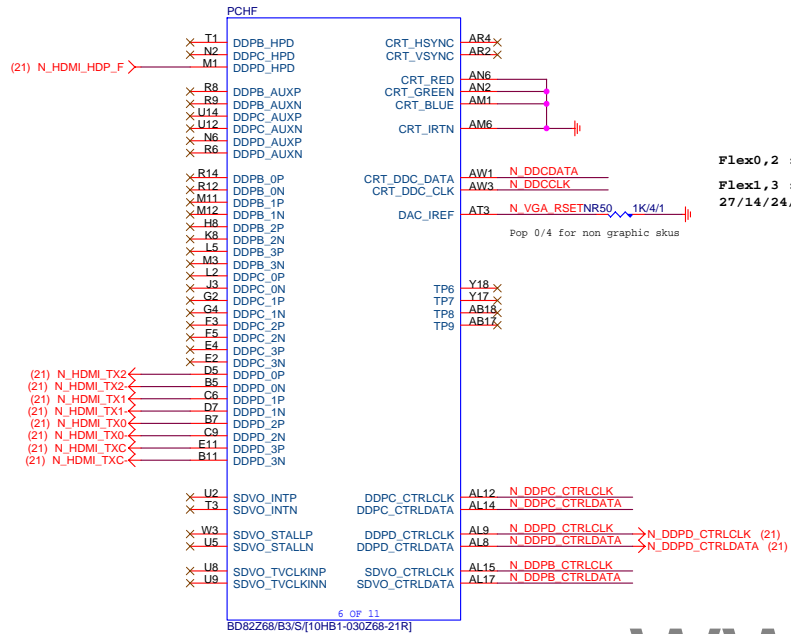 PCHF
T1 DDPB_HPD CRT_HSYNC AR4
N2 DDPC_HPD CRT_VSYNC AR2
(21) N_HDMI_HDP_F M1 DDPD_HPD
CRT_RED AN6
R8 DDPB_AUXP CRT_GREEN AN2
R9 DDPB_AUXN CRT_BLUE AM1
U14 DDPC_AUXP
U12 DDPC_AUXN CRT_IRTN AM6
N6 DDPD_AUXP
R6 DDPD_AUXN
Flex0,2 :
R14 DDPB_0P CRT_DDC_DATA AW1 N_DDCDATA
R12 DDPB_0N CRT_DDC_CLK AW3 N_DDCCLK
Flex1,3 :
M11 DDPB_1P
27/14/24/
M12 DDPB_1N DAC_IREF AT3 N_VGA_RSET NR50 1K/4/1
H8 DDPB_2P
K8 DDPB_2N Pop 0/4 for non graphic skus
L5 DDPB_3P
M3 DDPB_3N
L2 DDPC_0P
J3 DDPC_0N TP6 Y18
G2 DDPC_1P TP7 Y17
G4 DDPC_1N TP8 AB18
F3 DDPC_2P TP9 AB17
F5 DDPC_2N
E4 DDPC_3P
E2 DDPC_3N
(21) N_HDMI_TX2 D5 DDPD_0P
(21) N_HDMI_TX2- B5 DDPD_0N
(21) N_HDMI_TX1 C6 DDPD_1P
(21) N_HDMI_TX1- D7 DDPD_1N
(21) N_HDMI_TX0 B7 DDPD_2P
(21) N_HDMI_TX0- C9 DDPD_2N
(21) N_HDMI_TXC E11 DDPD_3P
(21) N_HDMI_TXC- B11 DDPD_3N
U2 SDVO_INTP DDPC_CTRLCLK AL12 N_DDPC_CTRLCLK
T3 SDVO_INTN DDPC_CTRLDATA AL14 N_DDPC_CTRLDATA
W3 SDVO_STALLP DDPD_CTRLCLK AL9 N_DDPD_CTRLCLK N_DDPD_CTRLCLK (21)
U5 SDVO_STALLN DDPD_CTRLDATA AL8 N_DDPD_CTRLDATA N_DDPD_CTRLDATA (21)
U8 SDVO_TVCLKINP SDVO_CTRLCLK AL15 N_DDPB_CTRLCLK
U9 SDVO_TVCLKINN SDVO_CTRLDATA AL17 N_DDPB_CTRLDATA
6 OF 11
BD82Z68/B3/S/[10HB1-030Z68-21R]